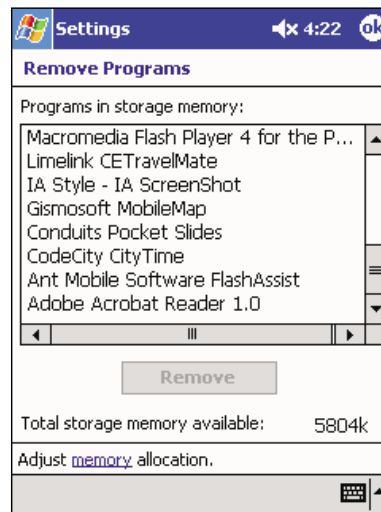 Settings 4:22 ok
Remove Programs
Programs in storage memory:
Macromedia Flash Player 4 for the P...
Limelink CETravelMate
IA Style - IA ScreenShot
Gismosoft MobileMap
Conduits Pocket Slides
CodeCity CityTime
Ant Mobile Software FlashAssist
Adobe Acrobat Reader 1.0
Remove
Total storage memory available: 5804k
Adjust memory allocation.